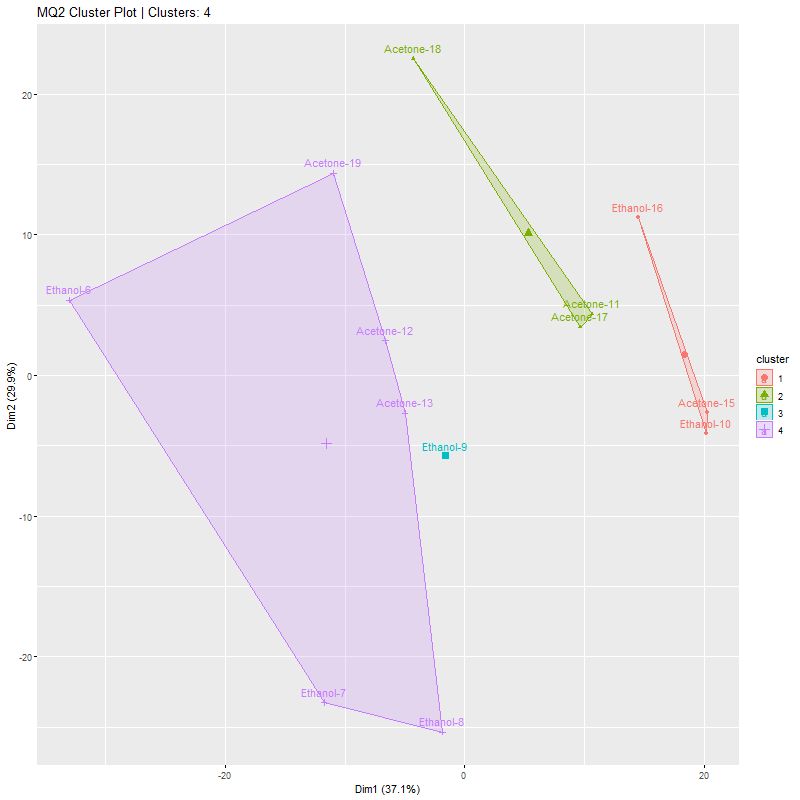 MQ2 Cluster Plot | Clusters: 4
Acetone-18
20
Acetone-19
Ethanol-16
10
Ethanol-6
Acetone-11
Acetone-17
Acetone-12
cluster
0
1
Dim2 (29.9%)
2
Acetone-13
Acetone-15
3
Ethanol-10
4
Ethanol-9
-10
-20
Ethanol-7
Ethanol-8
-20
0
20
Dim1 (37.1%)